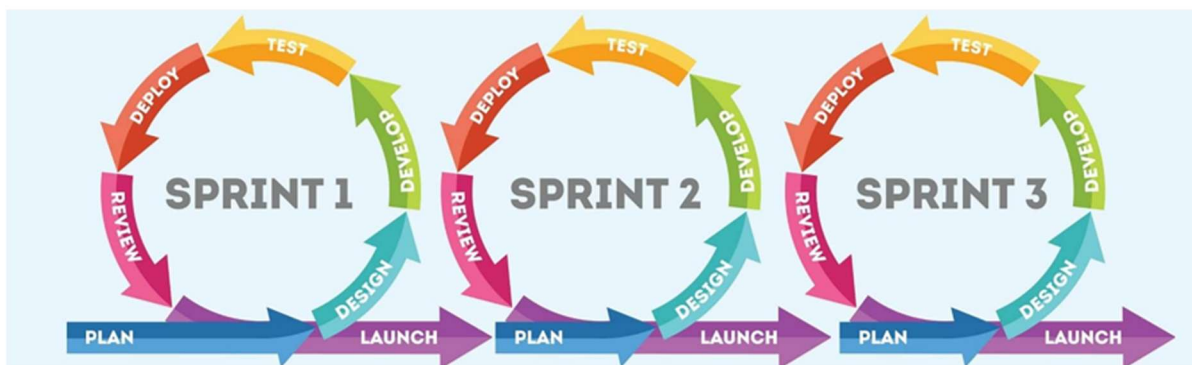 TEST
DEPLOY
DEVELOP
SPRINT 1
REVIEW
DESIGN
PLAN
LAUNCH
TEST
DEPLOY
DEVELOP
SPRINT 2
REVIEW
DESIGN
PLAN
LAUNCH
TEST
DEPLOY
DEVELOP
SPRINT 3
REVIEW
DESIGN
PLAN
LAUNCH